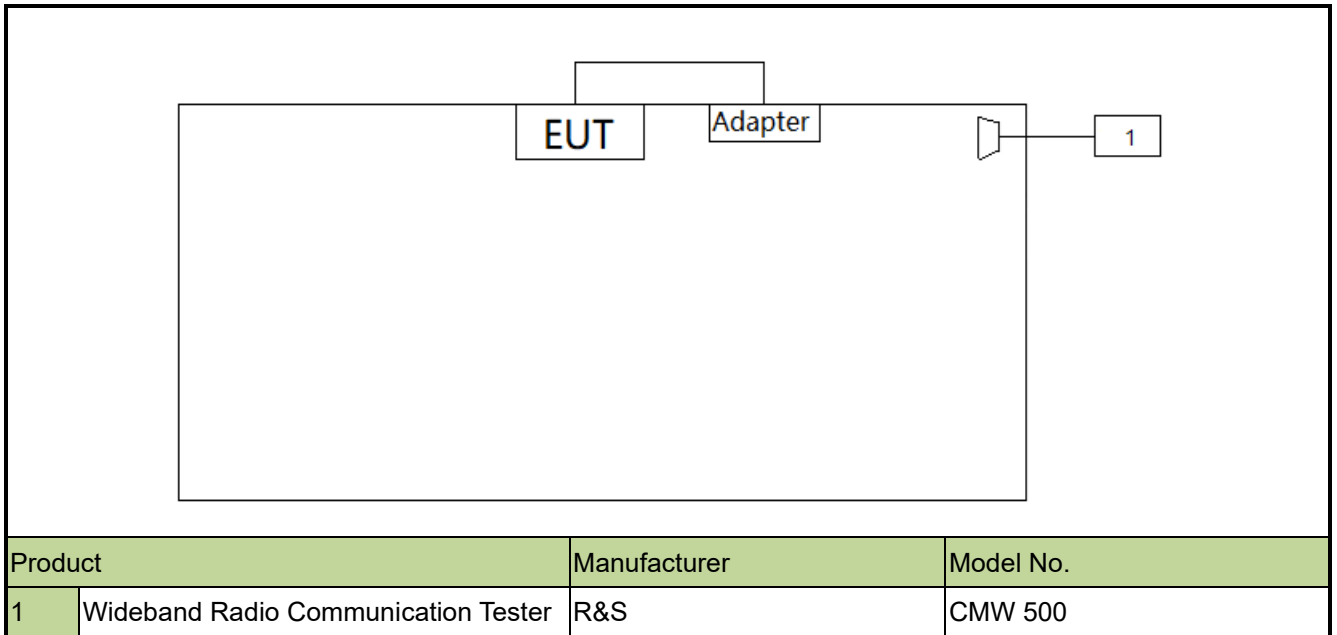 EUT
Adapter
1
Product Manufacturer Model No.
1 Wideband Radio Communication Tester R&S CMW 500